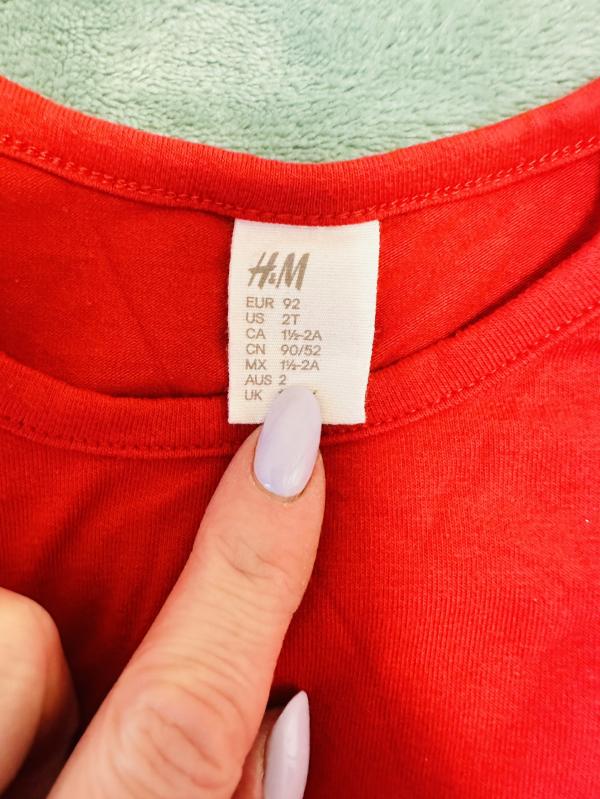 H&M
EUR 92
US 2T
CA 1½-2A
CN 90/52
MX 1½-2A
AUS 2
UK